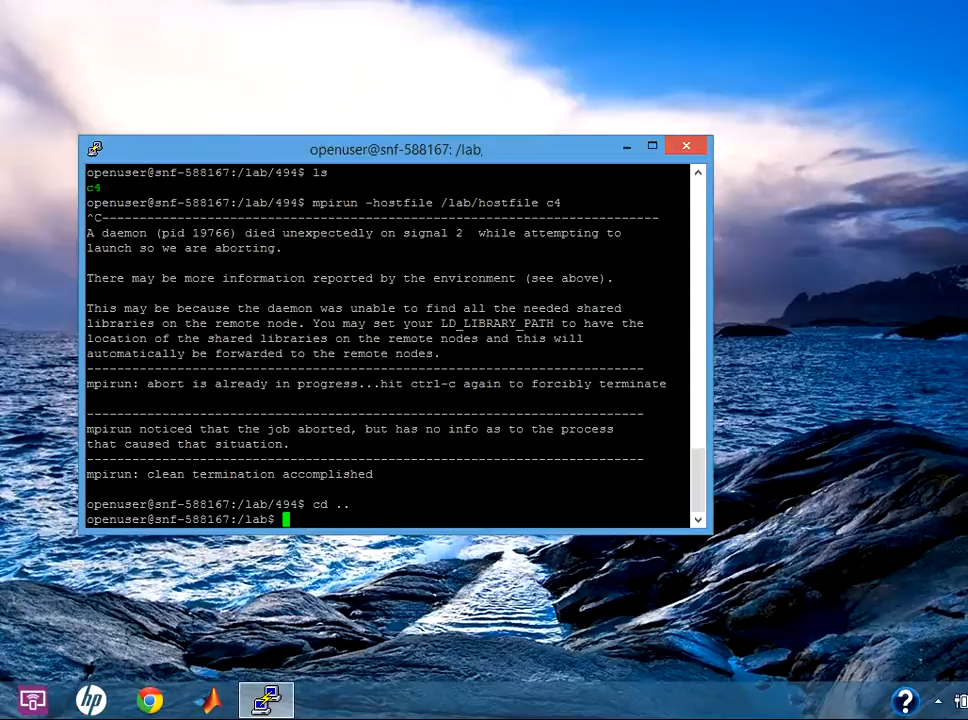 openuser@snf-588167: /lab
openuser@snf-588167:/lab/494$ ls
c4
openuser@snf-588167:/lab/494$ mpirun -hostfile /lab/hostfile c4
^C--------------------------------------------------------------------------
A daemon (pid 19766) died unexpectedly on signal 2  while attempting to
launch so we are aborting.
There may be more information reported by the environment (see above).
This may be because the daemon was unable to find all the needed shared
libraries on the remote node. You may set your LD_LIBRARY_PATH to have the
location of the shared libraries on the remote nodes and this will
automatically be forwarded to the remote nodes.
--------------------------------------------------------------------------
mpirun: abort is already in progress...hit ctrl-c again to forcibly terminate
--------------------------------------------------------------------------
mpirun noticed that the job aborted, but has no info as to the process
that caused that situation.
--------------------------------------------------------------------------
mpirun: clean termination accomplished
openuser@snf-588167:/lab/494$ cd ..
openuser@snf-588167:/lab$
hp
?